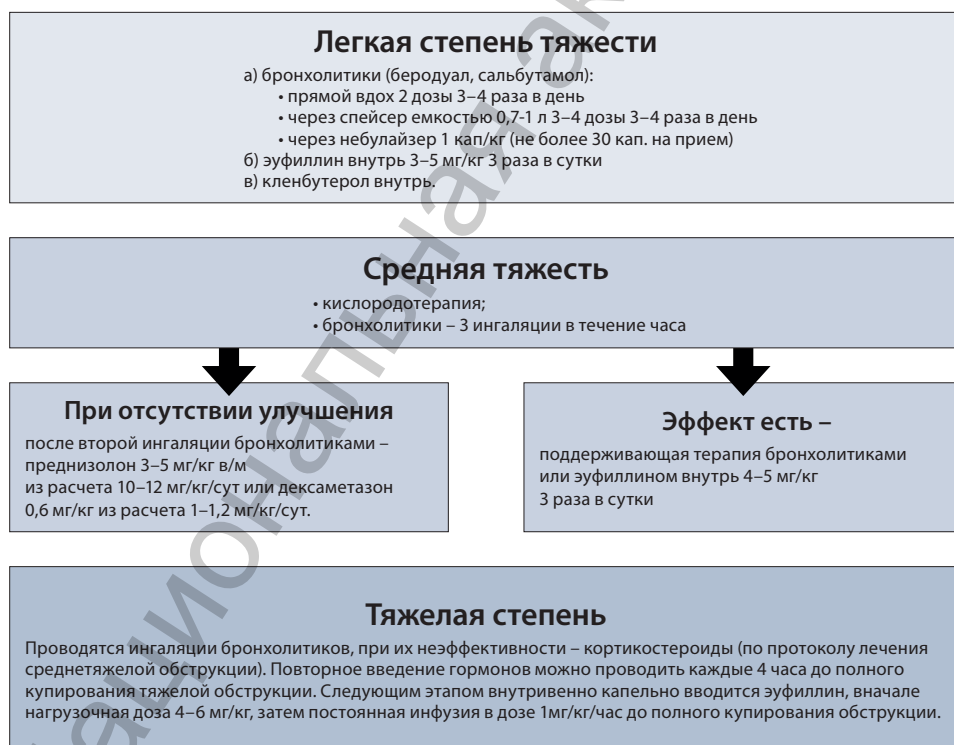 Легкая степень тяжести
а) бронхолитики (беродуал, сальбутамол):
• прямой вдох 2 дозы 3–4 раза в день
• через спейсер емкостью 0,7-1 л 3–4 дозы 3–4 раза в день
• через небулайзер 1 кап/кг (не более 30 кап. на прием)
б) эуфиллин внутрь 3–5 мг/кг 3 раза в сутки
в) кленбутерол внутрь.
Средняя тяжесть
• кислородотерапия;
• бронхолитики – 3 ингаляции в течение часа
При отсутствии улучшения
после второй ингаляции бронхолитиками –
преднизолон 3–5 мг/кг в/м
из расчета 10–12 мг/кг/сут или дексаметазон
0,6 мг/кг из расчета 1–1,2 мг/кг/сут.
Эффект есть –
поддерживающая терапия бронхолитиками
или эуфиллином внутрь 4–5 мг/кг
3 раза в сутки
Тяжелая степень
Проводятся ингаляции бронхолитиков, при их неэффективности – кортикостероиды (по протоколу лечения
среднетяжелой обструкции). Повторное введение гормонов можно проводить каждые 4 часа до полного
купирования тяжелой обструкции. Следующим этапом внутривенно капельно вводится эуфиллин, вначале
нагрузочная доза 4–6 мг/кг, затем постоянная инфузия в дозе 1мг/кг/час до полного купирования обструкции.